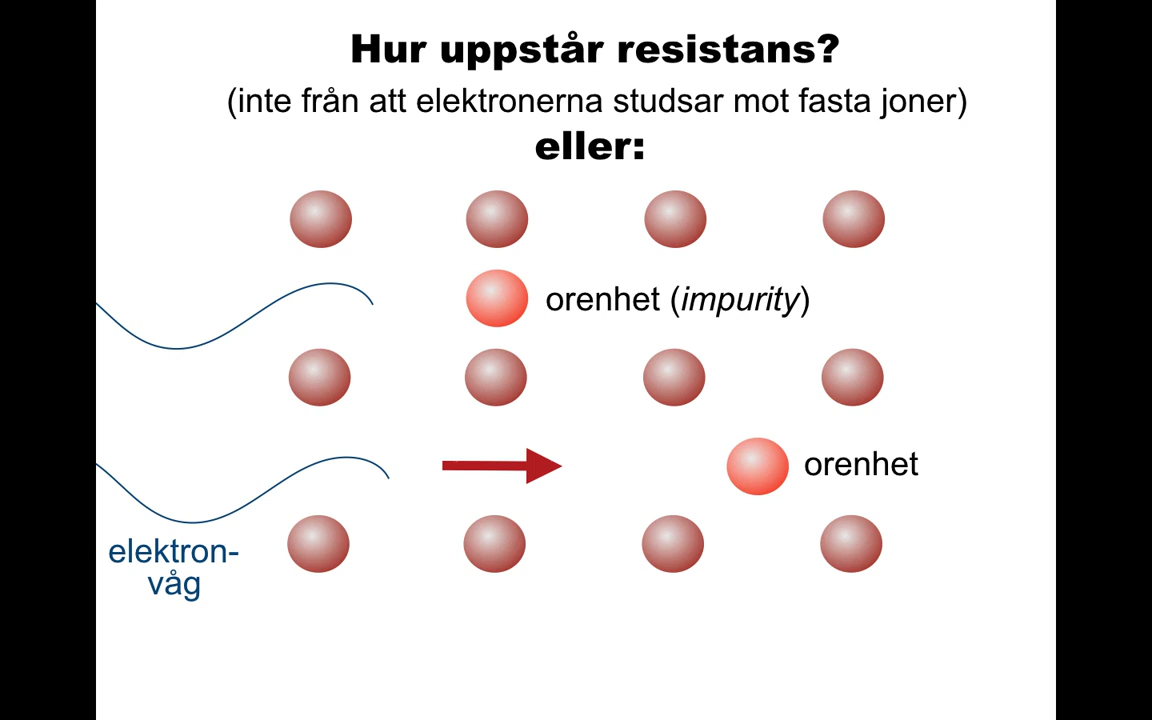 Hur uppstår resistans?
(inte från att elektronerna studsar mot fasta joner)
eller:
orenhet (impurity)
orenhet
elektron-
våg